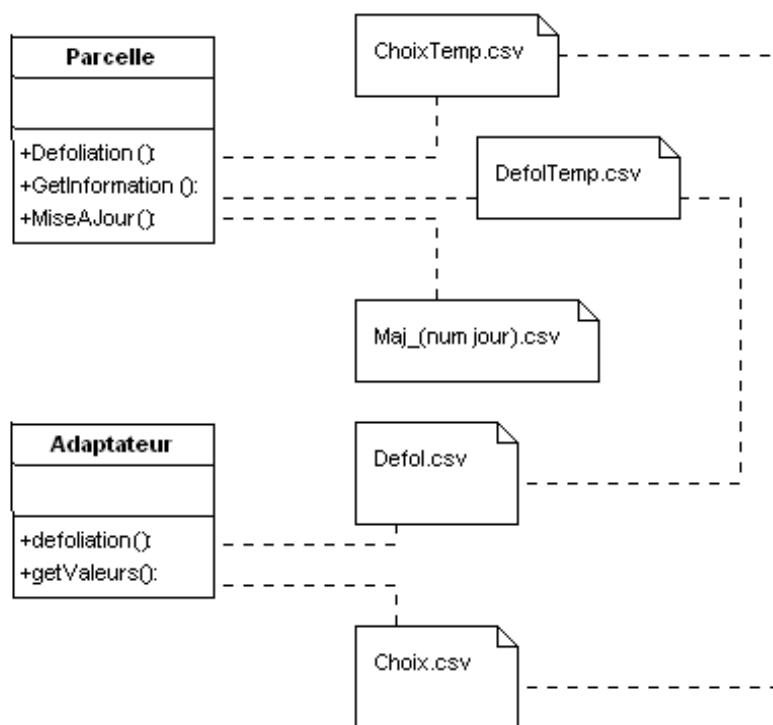 Parcelle
+Defoliation():
+GetInformation():
+MiseAJour():
ChoixTemp.csv
DefolTemp.csv
Maj_(num jour).csv
Adaptateur
+defoliation():
+getValeurs():
Defol.csv
Choix.csv